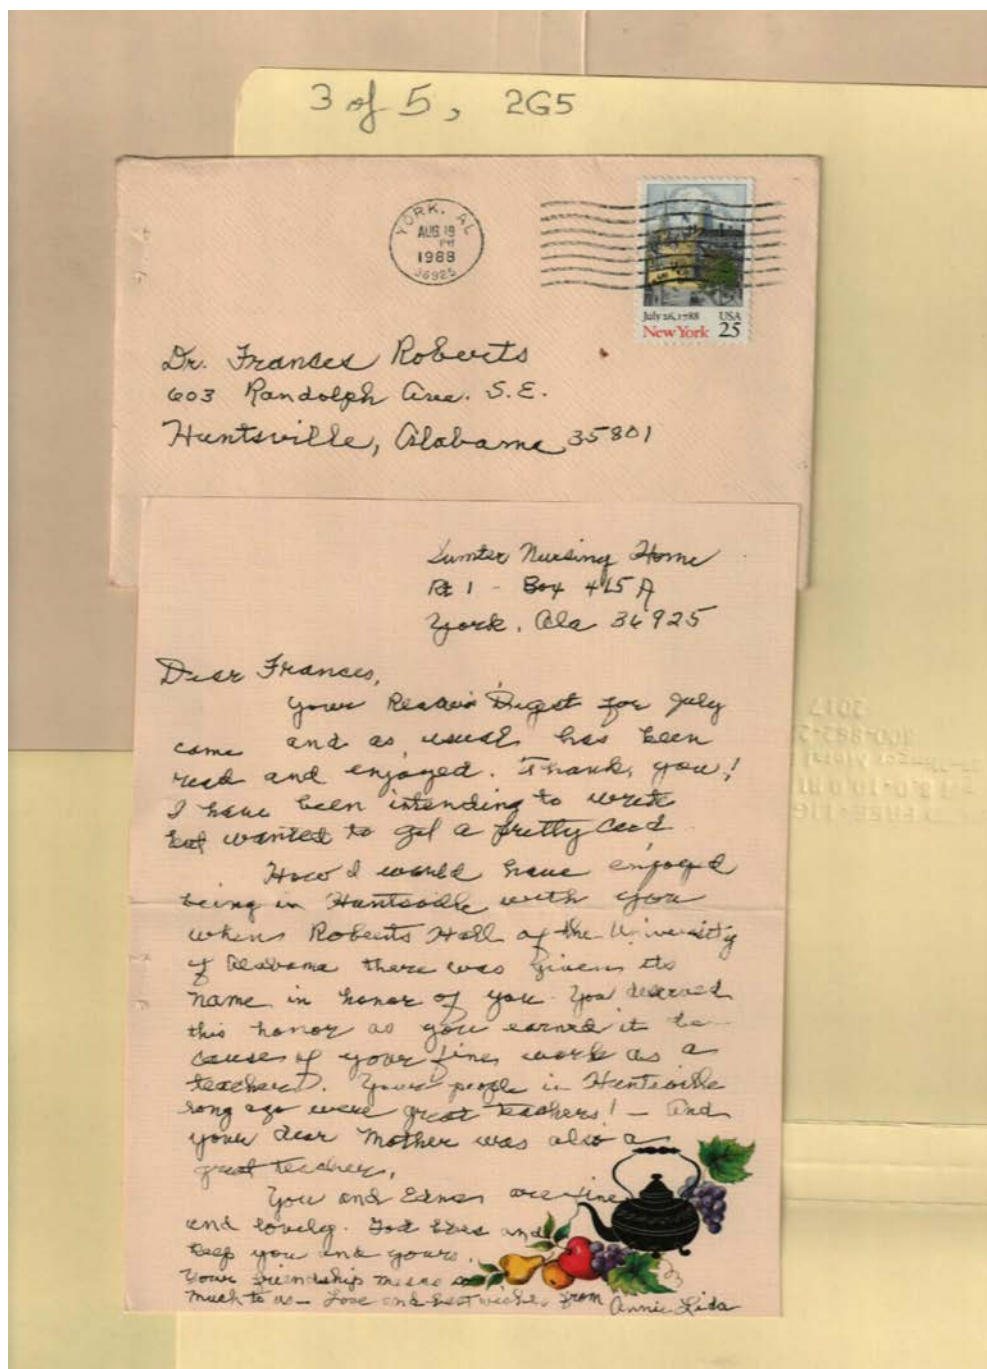 3 of 5, 2G5
YORK, AL
AUG 19
PM
1988
36925
July 26, 1788 USA
New York 25
Dr. Frances Roberts
603 Randolph Ave. S.E.
Huntsville, Alabama 35801
Sumter Nursing Home
Rt 1 - Box 415 A
York, Ala 36925
Dear Frances,
Your Reader's Digest for July
came and as usual has been
read and enjoyed. Thank you!
I have been intending to write
but wanted to get a pretty card.
How I would have enjoyed
being in Huntsville with you
when Roberts Hall of the University
of Alabama there was given its
name in honor of you. You deserved
this honor as you earned it be-
cause of your fine work as a
teacher. Your people in Huntsville
long ago were great teachers! - And
your dear Mother was also a
great teacher.
You and Edna are fine
and lovely. God bless and
keep you and yours.
Your friendship means so
much to us - Love and best wishes from Annie Lida
2017